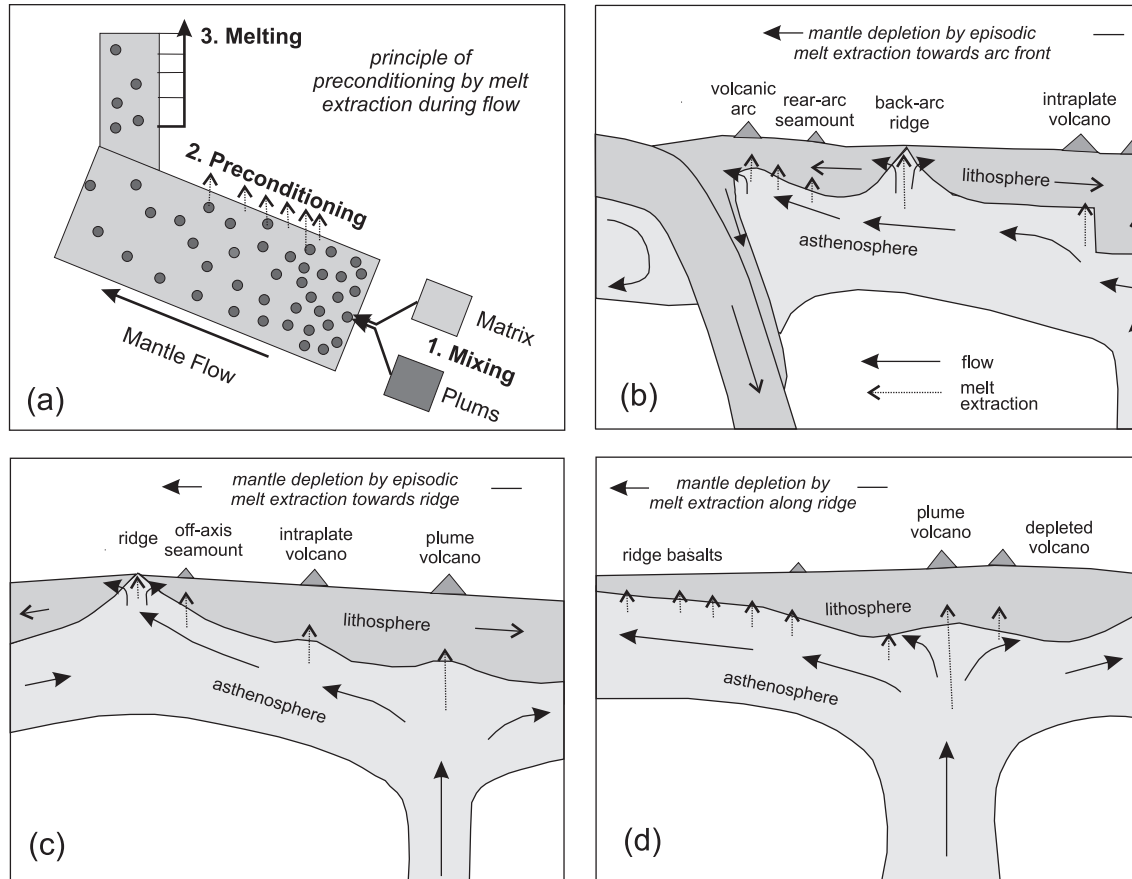 3. Melting
principle of
preconditioning by melt
extraction during flow
2. Preconditioning
Mantle Flow
Matrix
1. Mixing
Plums
(a)
mantle depletion by episodic
melt extraction towards arc front
volcanic
arc
rear-arc
seamount
back-arc
ridge
intraplate
volcano
lithosphere
asthenosphere
flow
melt
extraction
(b)
mantle depletion by episodic
melt extraction towards ridge
ridge
off-axis
seamount
intraplate
volcano
plume
volcano
lithosphere
asthenosphere
(c)
mantle depletion by
melt extraction along ridge
ridge basalts
plume
volcano
depleted
volcano
lithosphere
asthenosphere
(d)